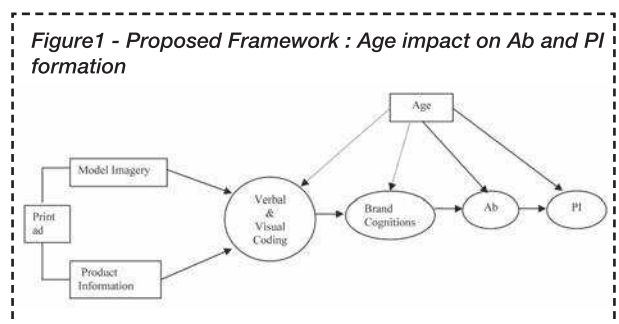 Figure1 - Proposed Framework : Age impact on Ab and PI
formation
Age
Model Imagery
Print
ad
Verbal
&
Visual
Coding
Brand
Cognitions
Ab
PI
Product
Information